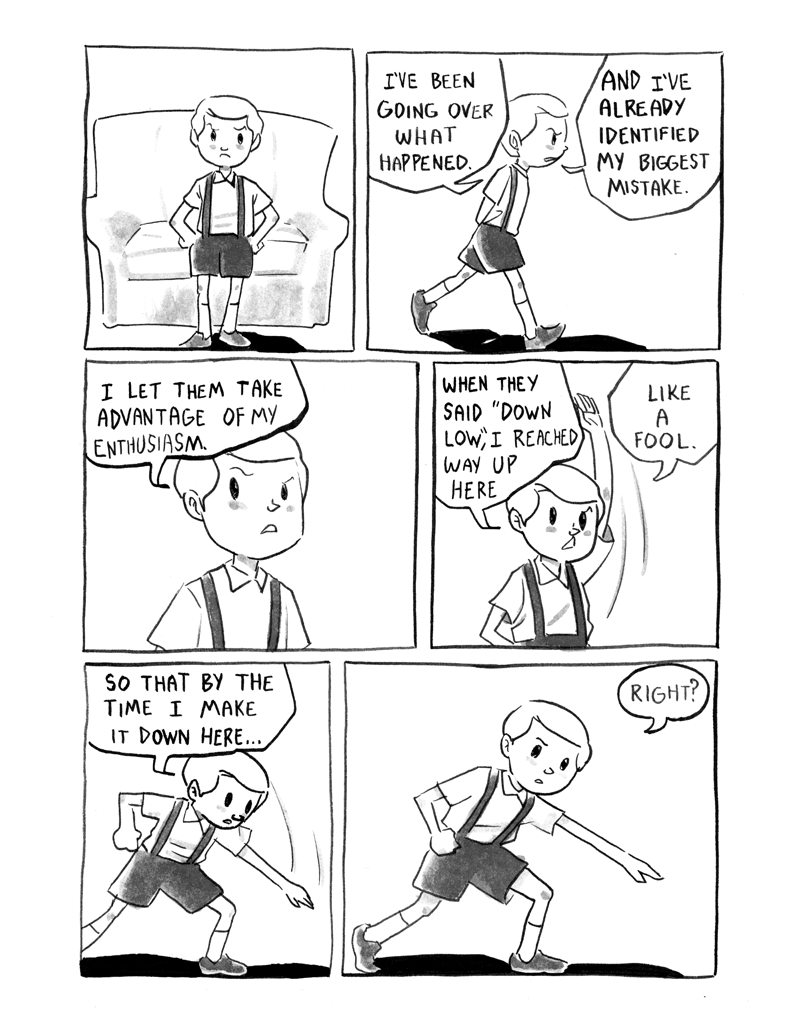 I'VE BEEN
GOING OVER
WHAT
HAPPENED.
AND I'VE
ALREADY
IDENTIFIED
MY BIGGEST
MISTAKE.
I LET THEM TAKE
ADVANTAGE OF MY
ENTHUSIASM.
WHEN THEY
SAID "DOWN
LOW," I REACHED
WAY UP
HERE
LIKE
A
FOOL.
SO THAT BY THE
TIME I MAKE
IT DOWN HERE...
RIGHT?